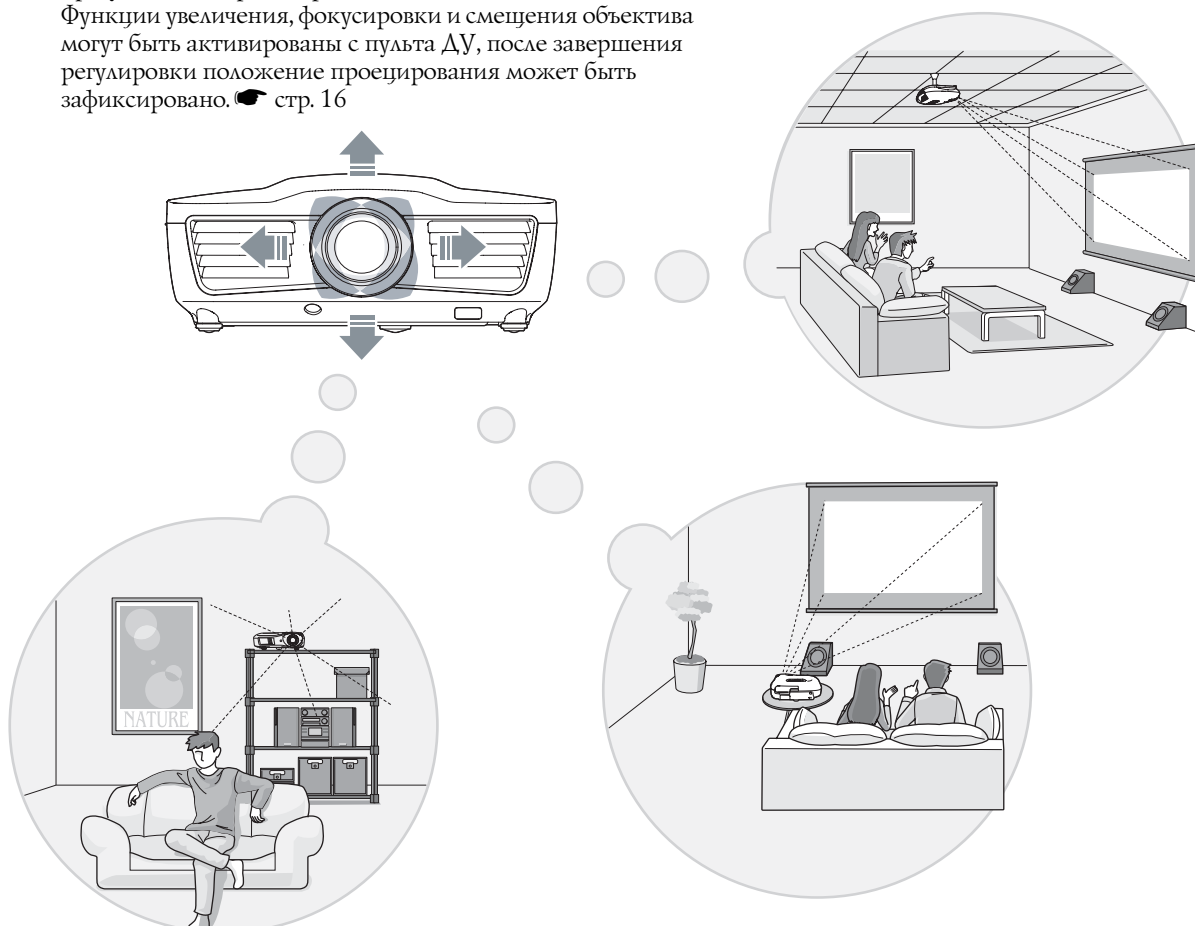 Функции увеличения, фокусировки и смещения объектива
могут быть активированы с пульта ДУ, после завершения
регулировки положение проецирования может быть
зафиксировано. ☛ стр. 16
NATURE